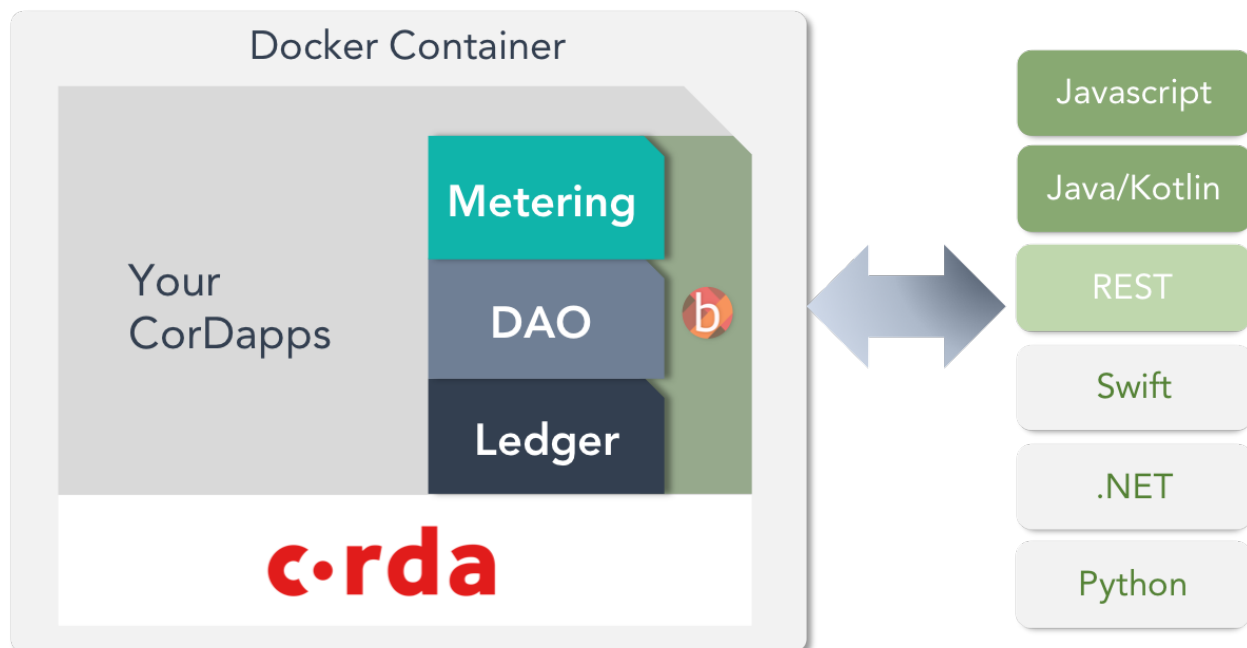 Docker Container
Your
CorDapps
Metering
DAO
Ledger
b
c·rda
Javascript
Java/Kotlin
REST
Swift
.NET
Python